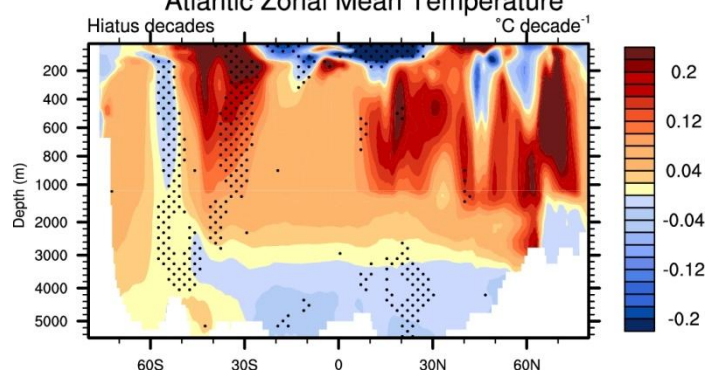 Atlantic Zonal Mean Temperature
Hiatus decades
°C decade-1
Depth (m)
200
400
600
800
1000
2000
3000
4000
5000
60S
30S
0
30N
60N
0.2
0.12
0.04
-0.04
-0.12
-0.2